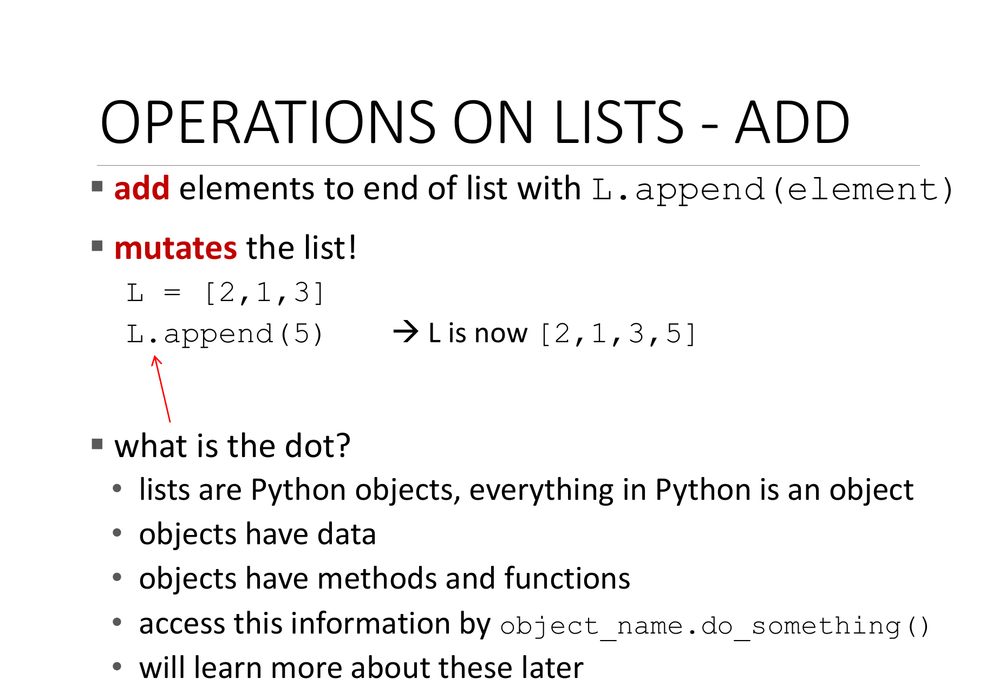 OPERATIONS ON LISTS - ADD
▪ add elements to end of list with L.append(element)
▪ mutates the list!
L = [2,1,3]
L.append(5) → L is now [2,1,3,5]
▪ what is the dot?
• lists are Python objects, everything in Python is an object
• objects have data
• objects have methods and functions
• access this information by object_name.do_something()
• will learn more about these later